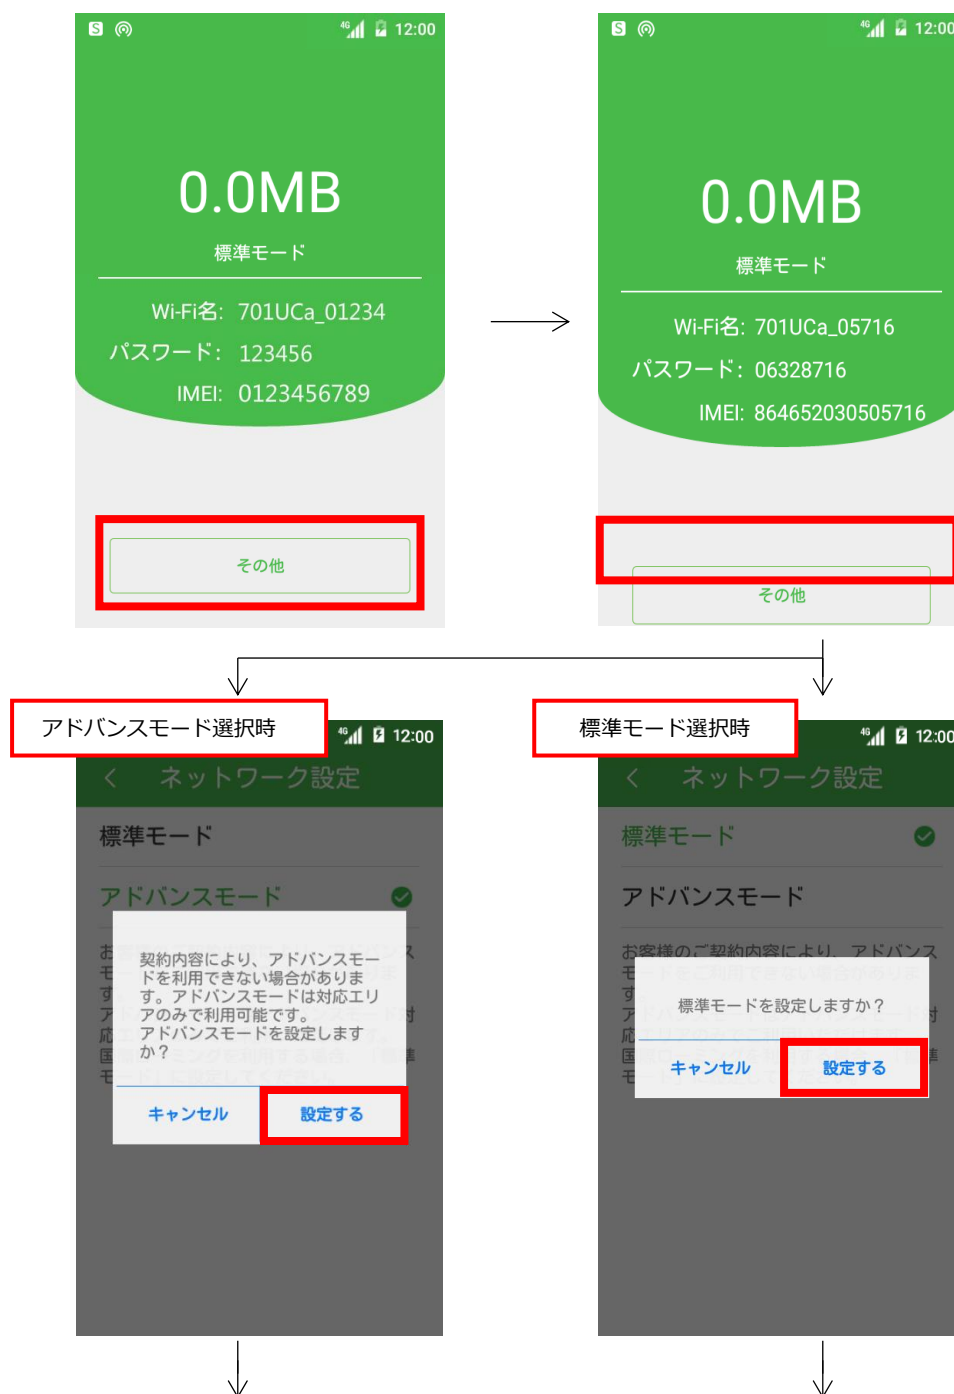 S 4G 12:00
0.0MB
標準モード
Wi-Fi名: 701UCa_01234
パスワード: 123456
IMEI: 0123456789
その他
S 4G 12:00
0.0MB
標準モード
Wi-Fi名: 701UCa_05716
パスワード: 06328716
IMEI: 864652030505716
その他
アドバンスモード選択時
4G 12:00
< ネットワーク設定
標準モード
アドバンスモード
契約内容により、アドバンスモー
ドを利用できない場合がありま
す。アドバンスモードは対応エリ
アのみで利用可能です。
アドバンスモードを設定します
か？
キャンセル 設定する
標準モード選択時
4G 12:00
< ネットワーク設定
標準モード
アドバンスモード
お客様のご契約内容により、アドバンス
標準モードを設定しますか？
キャンセル 設定する